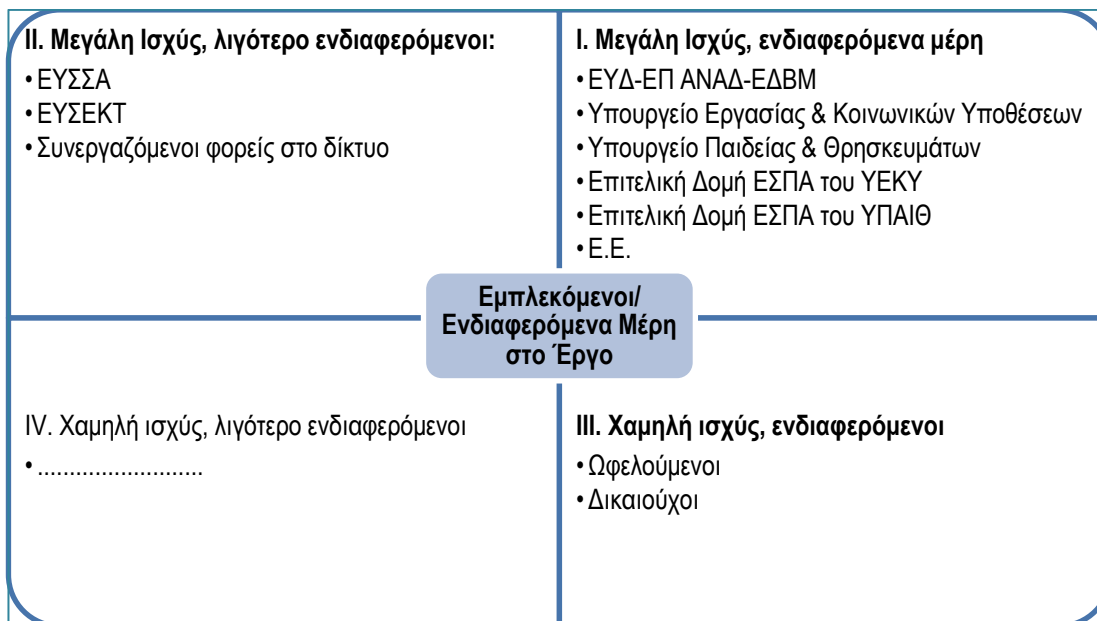 II. Μεγάλη Ισχύς, λιγότερο ενδιαφερόμενοι:
• ΕΥΣΣΑ
• ΕΥΣΕΚΤ
• Συνεργαζόμενοι φορείς στο δίκτυο
I. Μεγάλη Ισχύς, ενδιαφερόμενα μέρη
• ΕΥΔ-ΕΠ ΑΝΑΔ-ΕΔΒΜ
• Υπουργείο Εργασίας & Κοινωνικών Υποθέσεων
• Υπουργείο Παιδείας & Θρησκευμάτων
• Επιτελική Δομή ΕΣΠΑ του ΥΕΚΥ
• Επιτελική Δομή ΕΣΠΑ του ΥΠΑΙΘ
• Ε.Ε.
Εμπλεκόμενοι/
Ενδιαφερόμενα Μέρη
στο Έργο
IV. Χαμηλή ισχύς, λιγότερο ενδιαφερόμενοι
• ..........................
III. Χαμηλή ισχύς, ενδιαφερόμενοι
• Ωφελούμενοι
• Δικαιούχοι